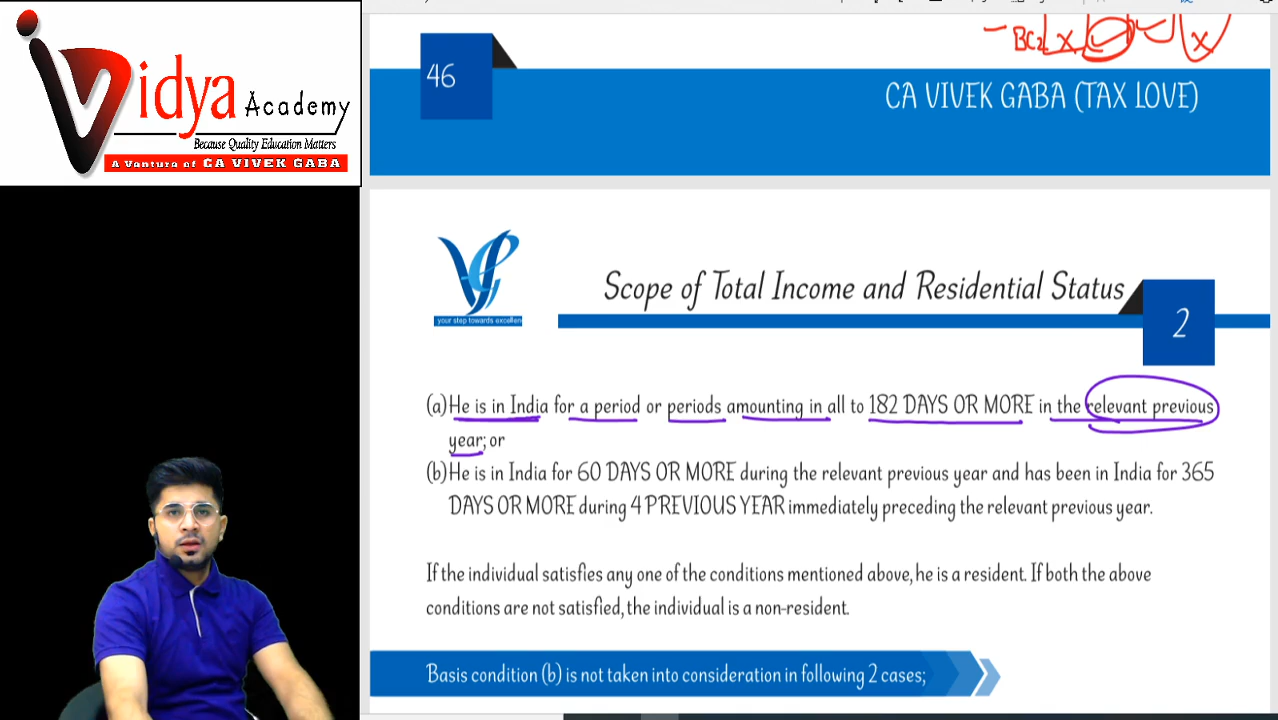 Vidya Academy
Because Quality Education Matters
A Vantura of CA VIVEK GABA
BC2 X
X
46
CA VIVEK GABA (TAX LOVE)
your step towards excellen
Scope of Total Income and Residential Status
2
(a) He is in India for a period or periods amounting in all to 182 DAYS OR MORE in the relevant previous
year; or
(b) He is in India for 60 DAYS OR MORE during the relevant previous year and has been in India for 365
DAYS OR MORE during 4 PREVIOUS YEAR immediately preceding the relevant previous year.
If the individual satisfies any one of the conditions mentioned above, he is a resident. If both the above
conditions are not satisfied, the individual is a non-resident.
Basis condition (b) is not taken into consideration in following 2 cases;